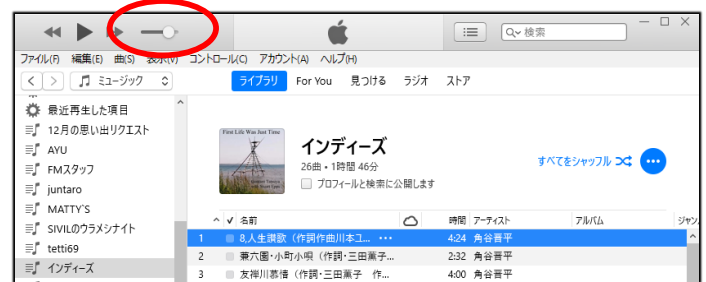 検索
ファイル(F) 編集(E) 曲(S) 表示(V) コントロール(C) アカウント(A) ヘルプ(H)
ミュージック ライブラリ For You 見つける ラジオ ストア
最近再生した項目
12月の思い出リクエスト
AYU
FMスタッフ
juntaro
MATTY'S
SIVILのウラズシナイト
tetti69
インディーズ
First Life Was Just Time
インディーズ
26曲・1時間 46分
プロフィールと検索に公開します
すべてをシャッフル
名前 時間 アーティスト アルバム ジャン
1 8,人生讃歌（作詞作曲川本ユ... 4:24 角谷晋平
2 兼六園･小町小唄（作詞･三田薫子... 2:32 角谷晋平
3 友禅川慕情（作詞･三田薫子 作... 4:00 角谷晋平